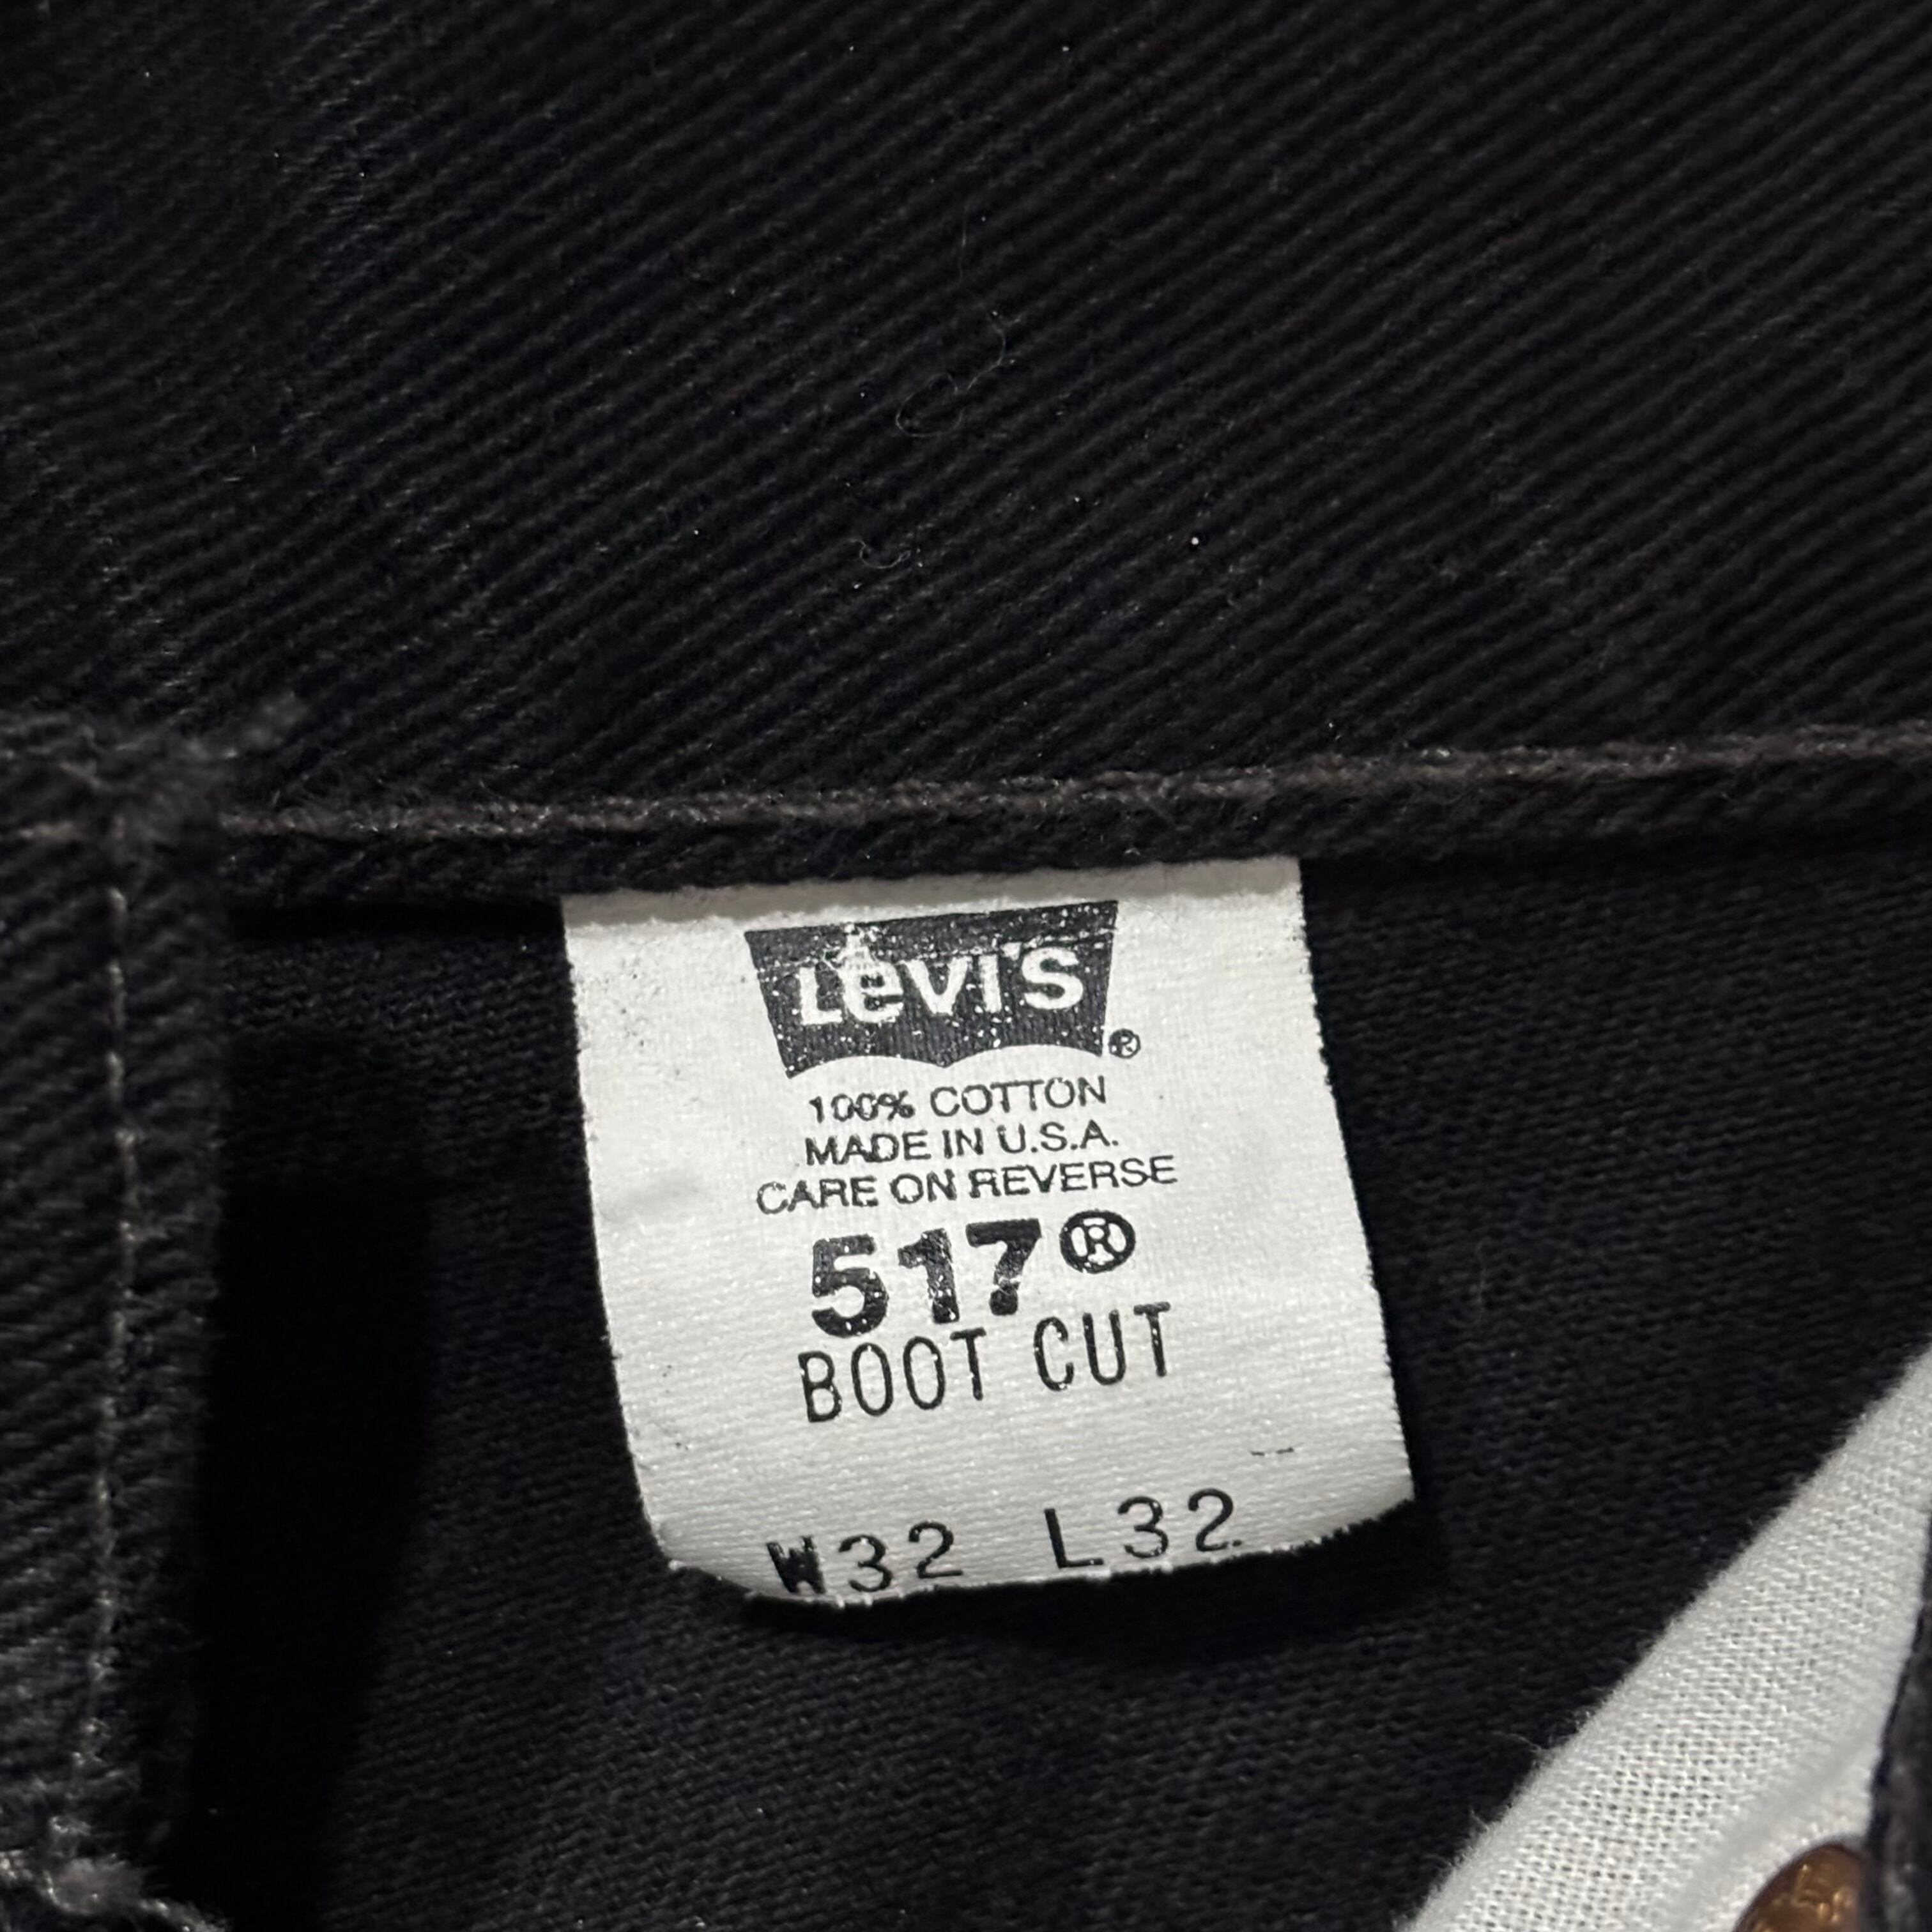 Levi's ®
100% COTTON
MADE IN U.S.A.
CARE ON REVERSE
517®
BOOT CUT
W32 L32